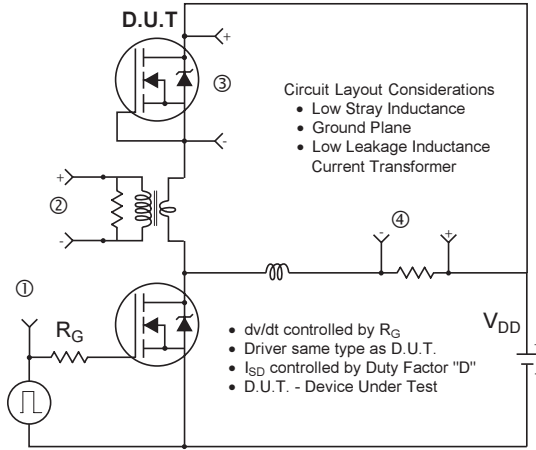 D.U.T
+
③
-
Circuit Layout Considerations
• Low Stray Inductance
• Ground Plane
• Low Leakage Inductance
Current Transformer
+
②
-
④
- +
①
R_G
V_DD
+
-
• dv/dt controlled by R_G
• Driver same type as D.U.T.
• I_SD controlled by Duty Factor "D"
• D.U.T. - Device Under Test